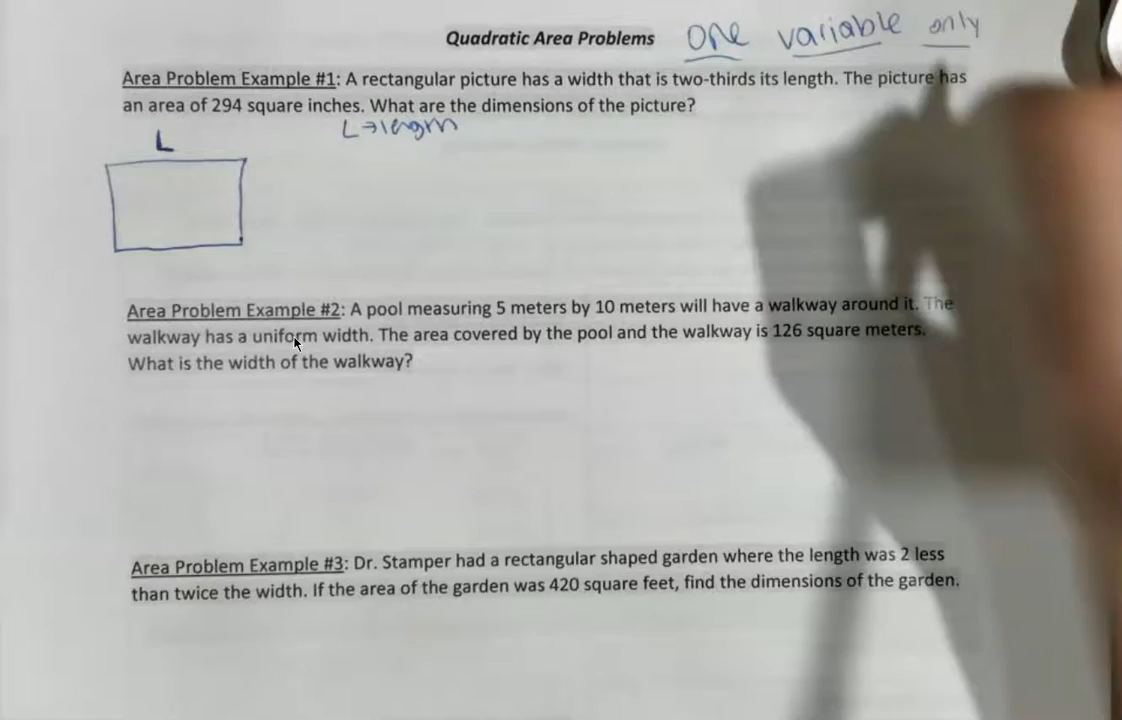 Quadratic Area Problems one variable only
Area Problem Example #1: A rectangular picture has a width that is two-thirds its length. The picture has
an area of 294 square inches. What are the dimensions of the picture?
L→length
L
Area Problem Example #2: A pool measuring 5 meters by 10 meters will have a walkway around it. The
walkway has a uniform width. The area covered by the pool and the walkway is 126 square meters.
What is the width of the walkway?
Area Problem Example #3: Dr. Stamper had a rectangular shaped garden where the length was 2 less
than twice the width. If the area of the garden was 420 square feet, find the dimensions of the garden.